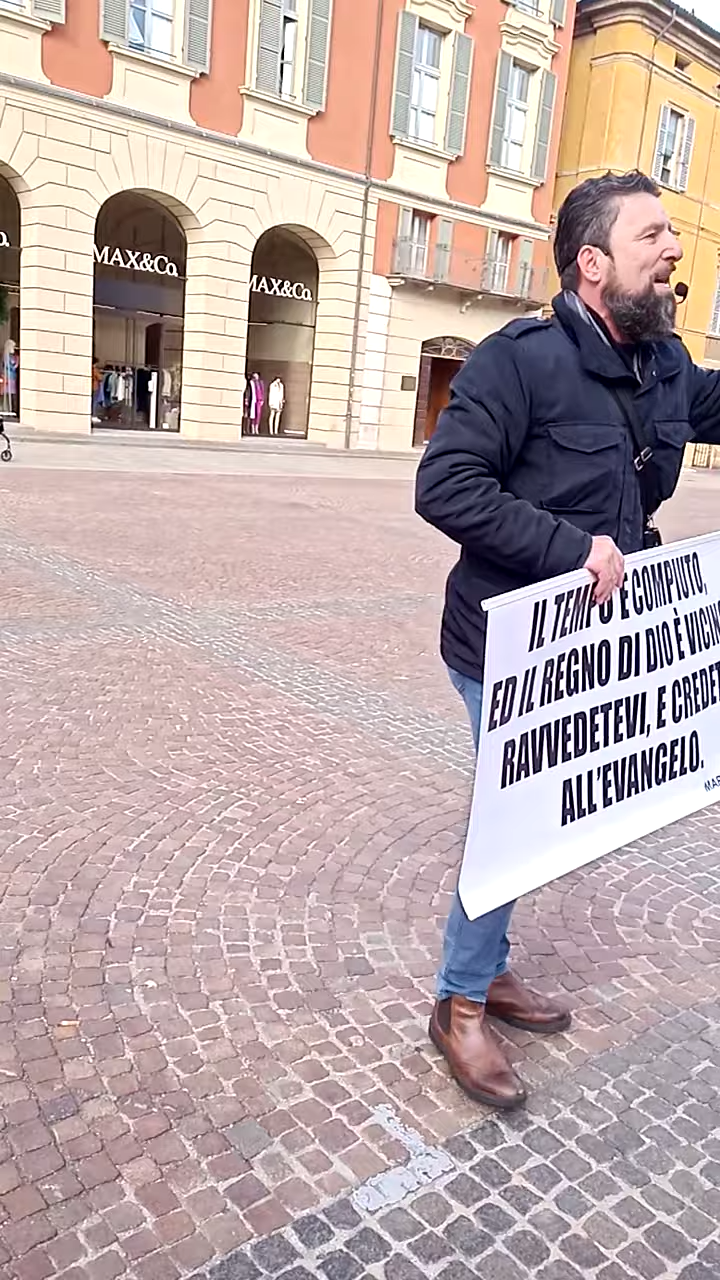 MAX&Co.
MAX&Co.
IL TEMPO È COMPIUTO,
ED IL REGNO DI DIO È VICIN
RAVVEDETEVI, E CREDET
ALL'EVANGELO.